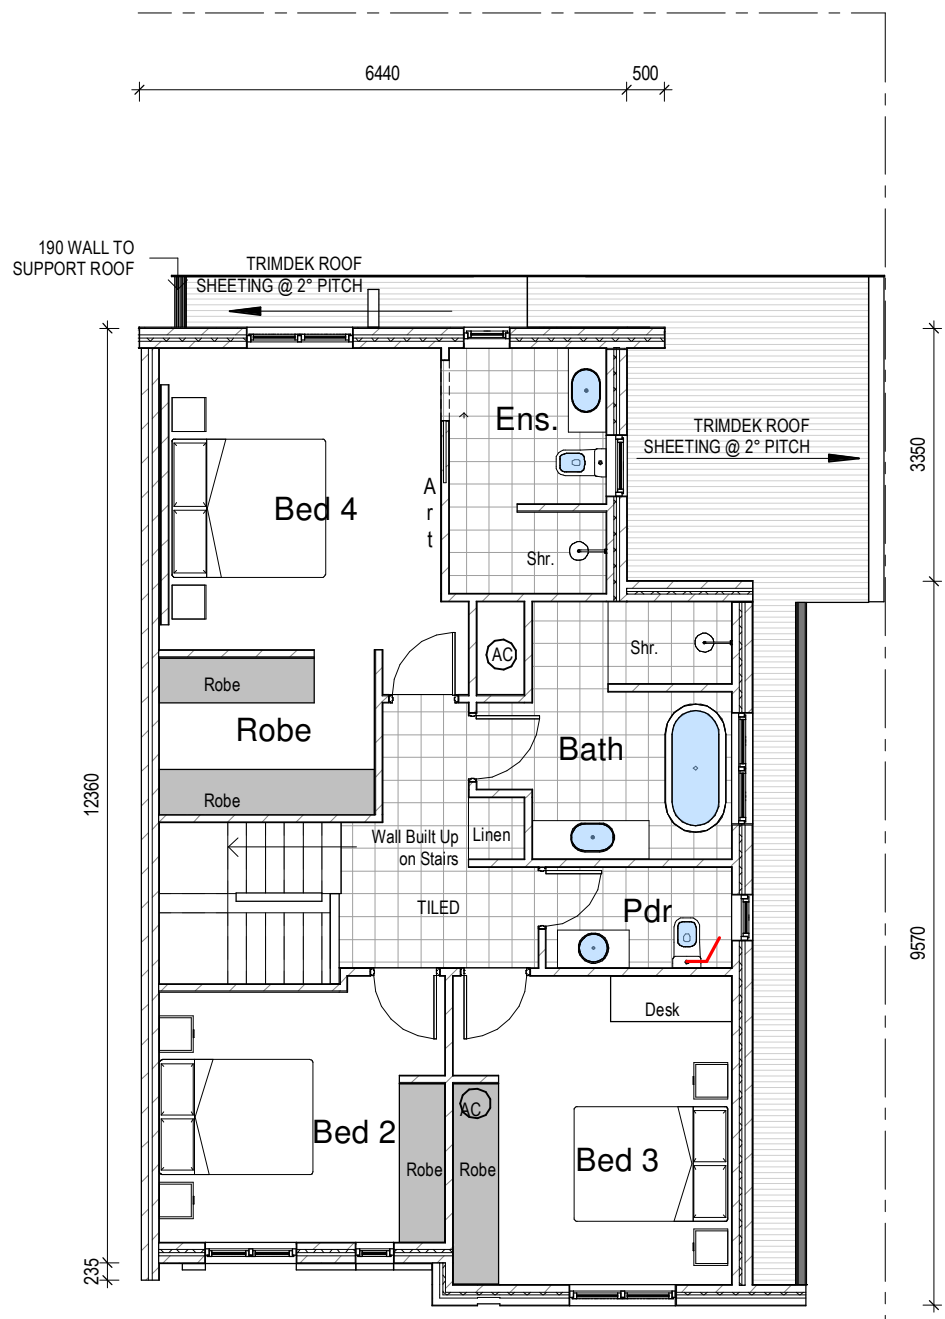 6440
500
190 WALL TO
SUPPORT ROOF
TRIMDEK ROOF
SHEETING @ 2° PITCH
Ens.
TRIMDEK ROOF
SHEETING @ 2° PITCH
3350
Bed 4
A
r
t
Shr.
AC
Shr.
Robe
Robe
Bath
Robe
12360
Wall Built Up
on Stairs
Linen
TILED
Pdr
9570
Desk
AC
Bed 2
Bed 3
Robe
Robe
235